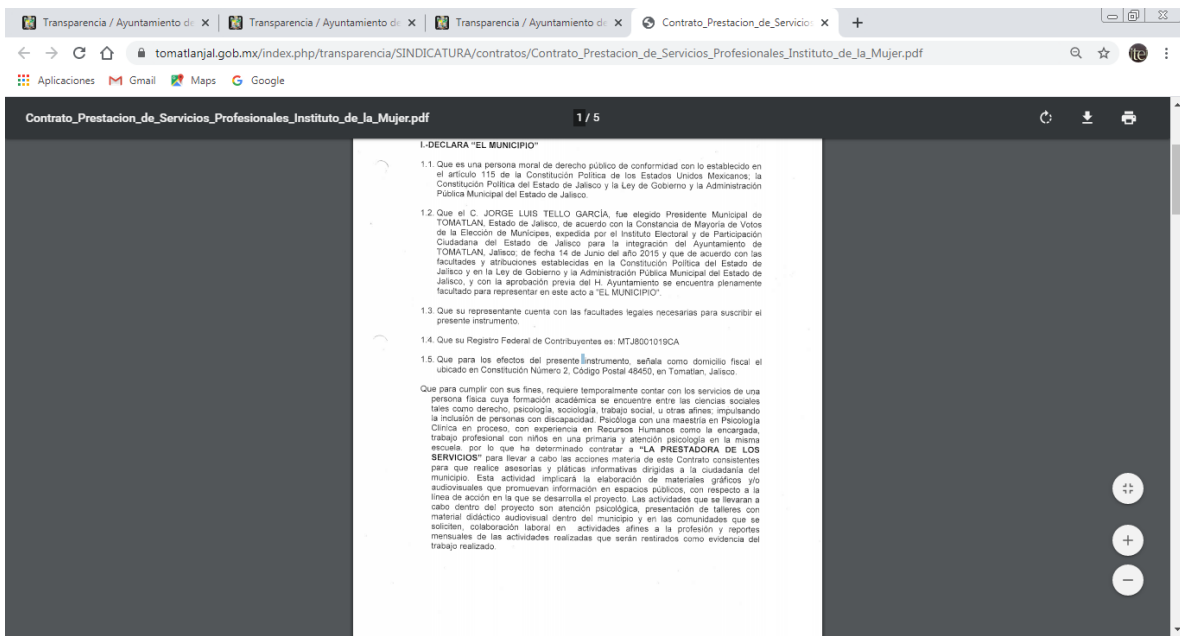 Transparencia / Ayuntamiento de
Transparencia / Ayuntamiento de
Transparencia / Ayuntamiento de
Contrato_Prestacion_de_Servicios
tomatlanjal.gob.mx/index.php/transparencia/SINDICATURA/contratos/Contrato_Prestacion_de_Servicios_Profesionales_Instituto_de_la_Mujer.pdf
Aplicaciones Gmail Maps Google
Contrato_Prestacion_de_Servicios_Profesionales_Instituto_de_la_Mujer.pdf 1 / 5
I.-DECLARA "EL MUNICIPIO"
1.1. Que es una persona moral de derecho público de conformidad con lo establecido en
el artículo 115 de la Constitución Política de los Estados Unidos Mexicanos; la
Constitución Política del Estado de Jalisco y la Ley de Gobierno y la Administración
Pública Municipal del Estado de Jalisco.
1.2. Que el C. JORGE LUIS TELLO GARCÍA, fue elegido Presidente Municipal de
TOMATLAN, Estado de Jalisco, de acuerdo con la Constancia de Mayoría de Votos
de la Elección de Munícipes, expedida por el Instituto Electoral y de Participación
Ciudadana del Estado de Jalisco para la integración del Ayuntamiento de
TOMATLAN, Jalisco; de fecha 14 de Junio del año 2015 y que de acuerdo con las
facultades y atribuciones establecidas en la Constitución Política del Estado de
Jalisco y en la Ley de Gobierno y la Administración Pública Municipal del Estado de
Jalisco, y con la aprobación previa del H. Ayuntamiento se encuentra plenamente
facultado para representar en este acto a "EL MUNICIPIO".
1.3. Que su representante cuenta con las facultades legales necesarias para suscribir el
presente instrumento.
1.4. Que su Registro Federal de Contribuyentes es: MTJ8001019CA
1.5. Que para los efectos del presente instrumento, señala como domicilio fiscal el
ubicado en Constitución Número 2, Código Postal 48450, en Tomatlan, Jalisco.
Que para cumplir con sus fines, requiere temporalmente contar con los servicios de una
persona física cuya formación académica se encuentre entre las ciencias sociales
tales como derecho, psicología, sociología, trabajo social, u otras afines; impulsando
la inclusión de personas con discapacidad. Psicóloga con una maestría en Psicología
Clínica en proceso, con experiencia en Recursos Humanos como la encargada,
trabajo profesional con niños en una primaria y atención psicología en la misma
escuela. por lo que ha determinado contratar a "LA PRESTADORA DE LOS
SERVICIOS" para llevar a cabo las acciones materia de este Contrato consistentes
para que realice asesorías y pláticas informativas dirigidas a la ciudadanía del
municipio. Esta actividad implicará la elaboración de materiales gráficos y/o
audiovisuales que promuevan información en espacios públicos, con respecto a la
línea de acción en la que se desarrolla el proyecto. Las actividades que se llevaran a
cabo dentro del proyecto son atención psicológica, presentación de talleres con
material didáctico audiovisual dentro del municipio y en las comunidades que se
soliciten, colaboración laboral en actividades afines a la profesión y reportes
mensuales de las actividades realizadas que serán restirados como evidencia del
trabajo realizado.